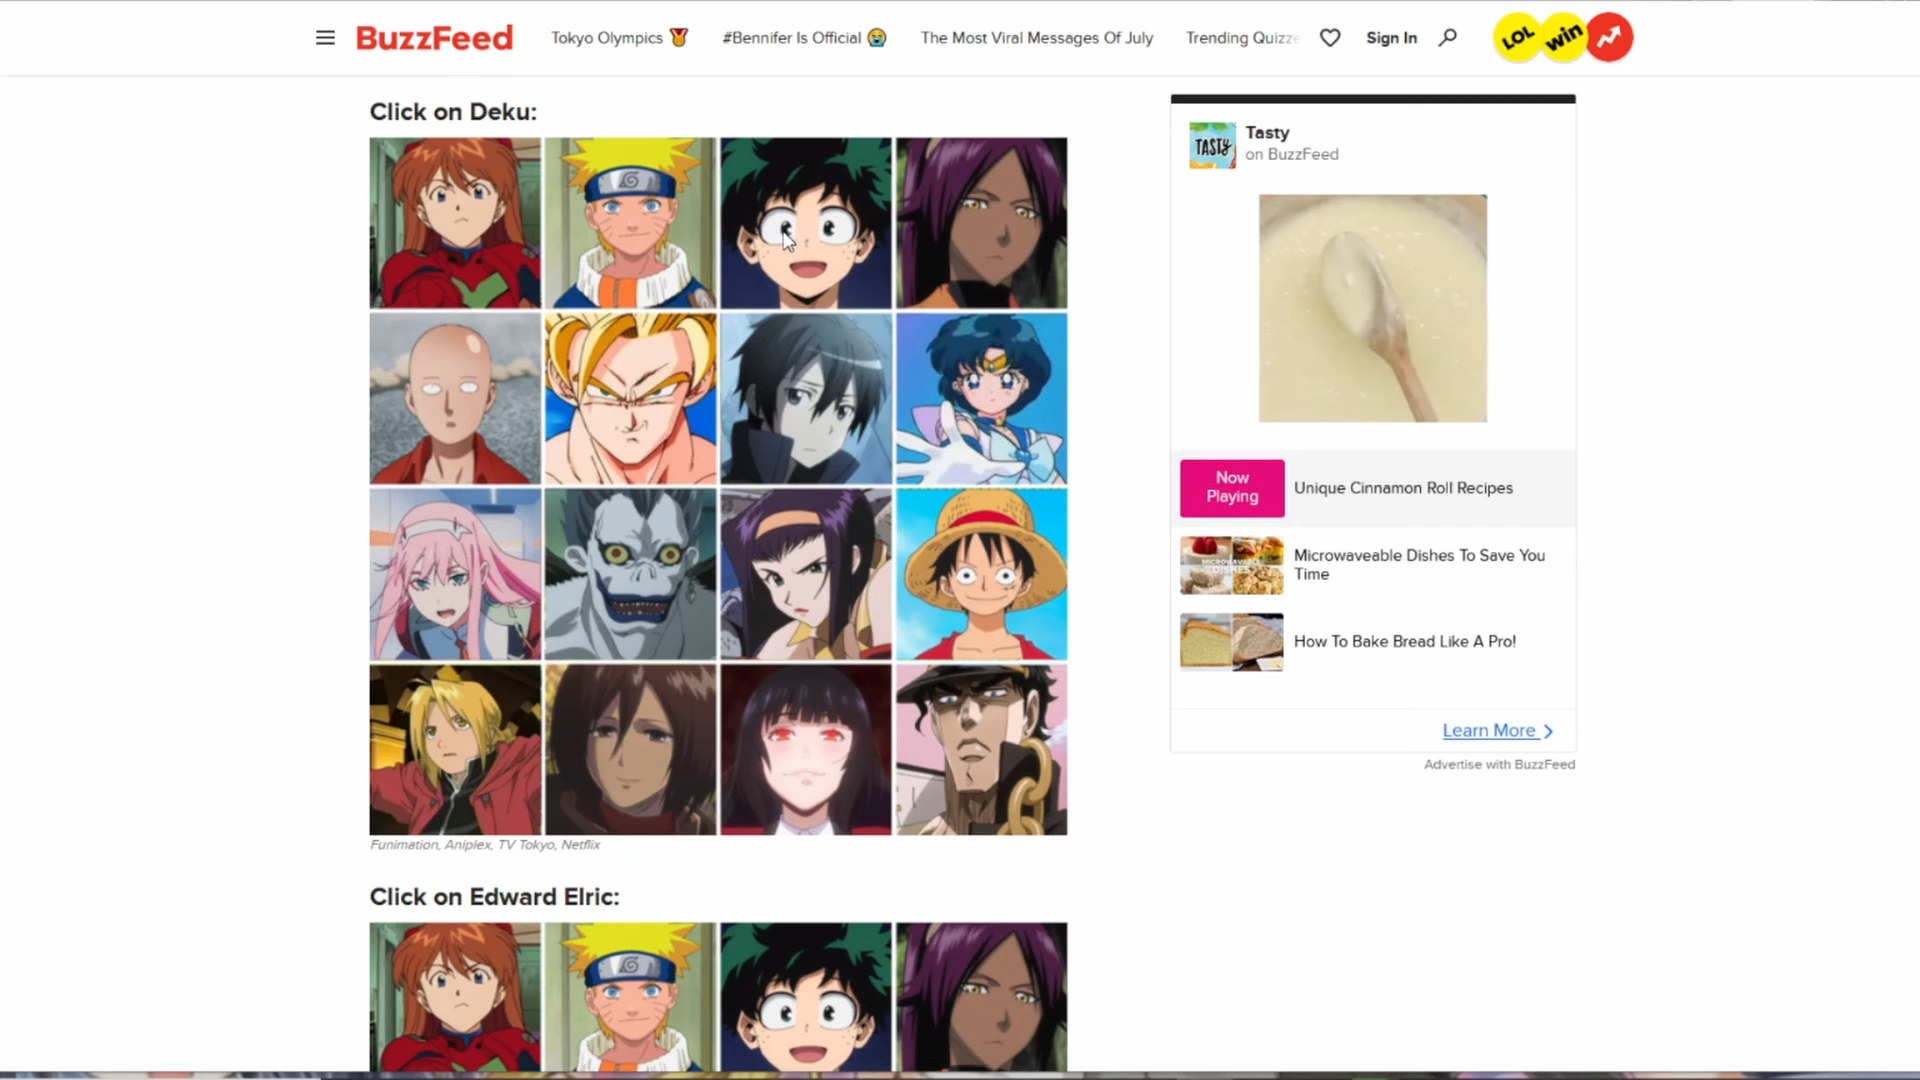 BuzzFeed
Tokyo Olympics
#Bennifer Is Official
The Most Viral Messages Of July
Trending Quizze
Sign In
LOL
win
Click on Deku:
Funimation, Aniplex, TV Tokyo, Netflix
Click on Edward Elric:
TASTY
Tasty
on BuzzFeed
Now
Playing
Unique Cinnamon Roll Recipes
Microwaveable Dishes To Save You
Time
How To Bake Bread Like A Pro!
Learn More
Advertise with BuzzFeed